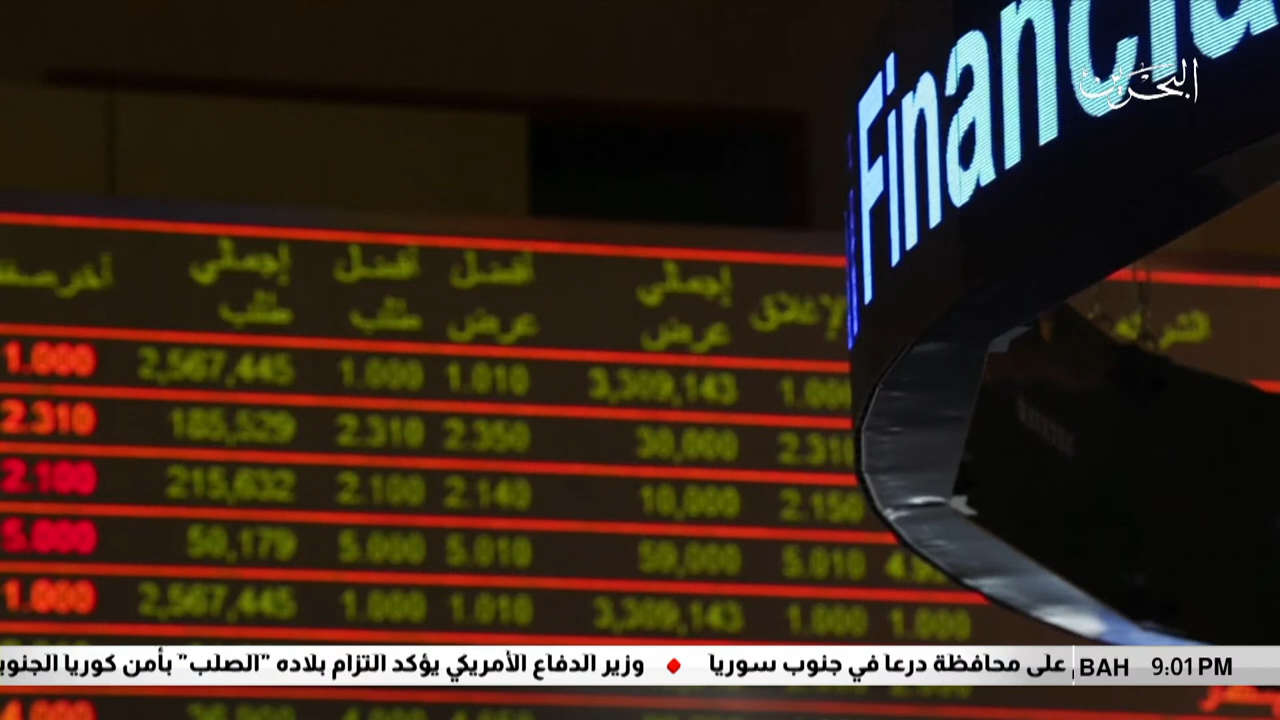 Financia
البحرين
أخر صفقة إجمالي طلب أفضل طلب أفضل عرض إجمالي عرض الإغلاق الشركة
1.000 2,567,445 1.000 1.010 3,309,143 1.000
2.310 185,529 2.310 2.350 30,000 2.310
2.100 215,632 2.100 2.140 10,000 2.150
5.000 50,179 5.000 5.010 59,000 5.010
1.000 2,567,445 1.000 1.010 3,309,143 1.000 1.000
على محافظة درعا في جنوب سوريا ♦ وزير الدفاع الأمريكي يؤكد التزام بلاده "الصلب" بأمن كوريا الجنوبي
BAH 9:01 PM